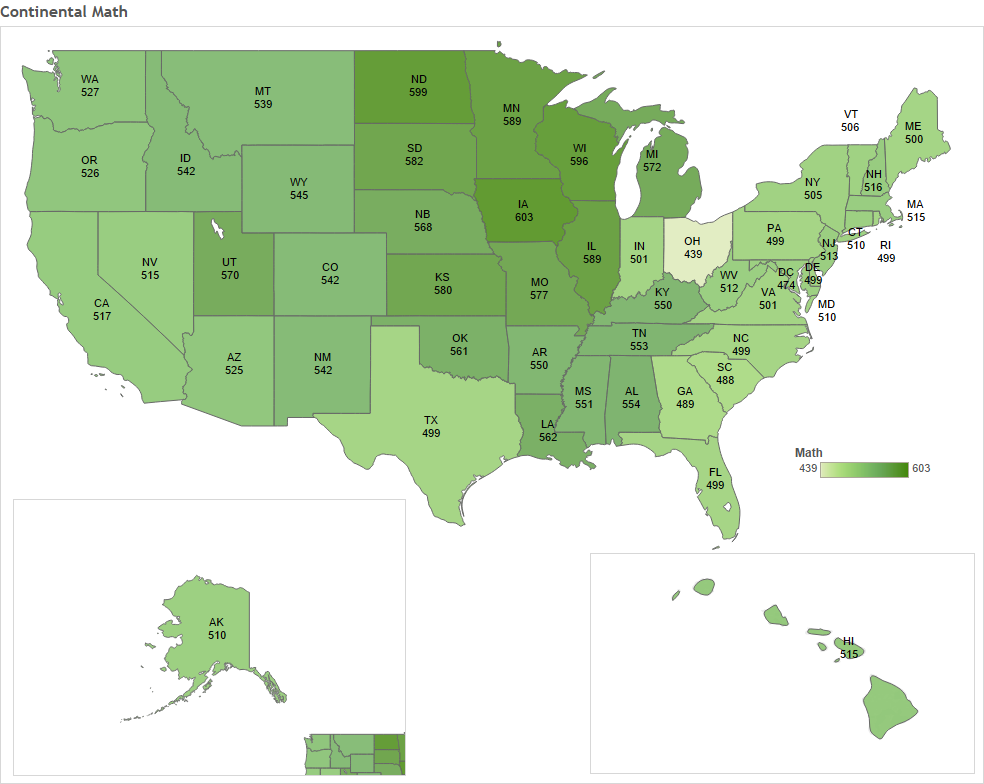 Continental Math
WA
527
MT
539
ND
599
MN
589
VT
506
ME
500
OR
526
ID
542
SD
582
WI
596
MI
572
NH
516
WY
545
NY
505
IA
603
NB
568
MA
515
PA
499
CT
510
RI
499
NJ
513
OH
439
IN
501
IL
589
NV
515
UT
570
CO
542
KS
580
MO
577
WV
512
DC
474
DE
499
VA
501
MD
510
KY
550
CA
517
TN
553
NC
499
OK
561
AZ
525
NM
542
AR
550
SC
488
MS
551
AL
554
GA
489
TX
499
LA
562
FL
499
Math
439
603
AK
510
HI
515